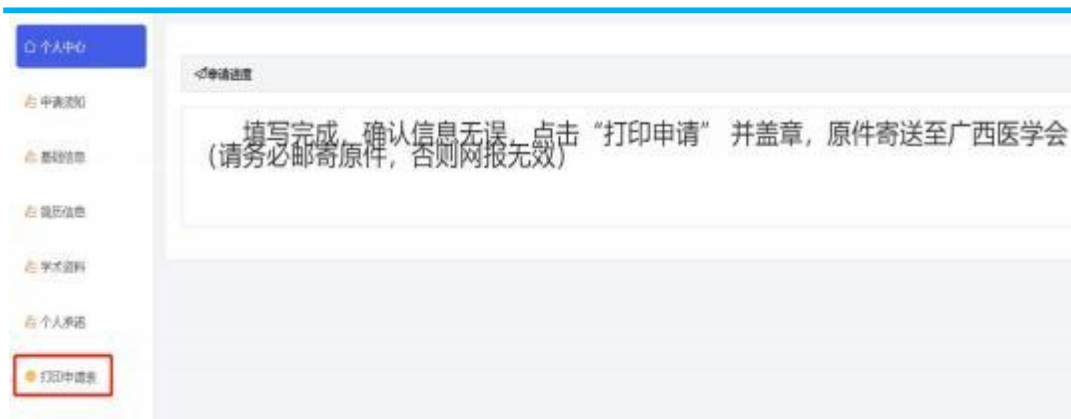 个人中心
申请进度
申请须知
填写完成，确认信息无误，点击“打印申请” 并盖章，原件寄送至广西医学会
（请务必邮寄原件，否则网报无效）
基础信息
简历信息
学术资料
个人承诺
打印申请表